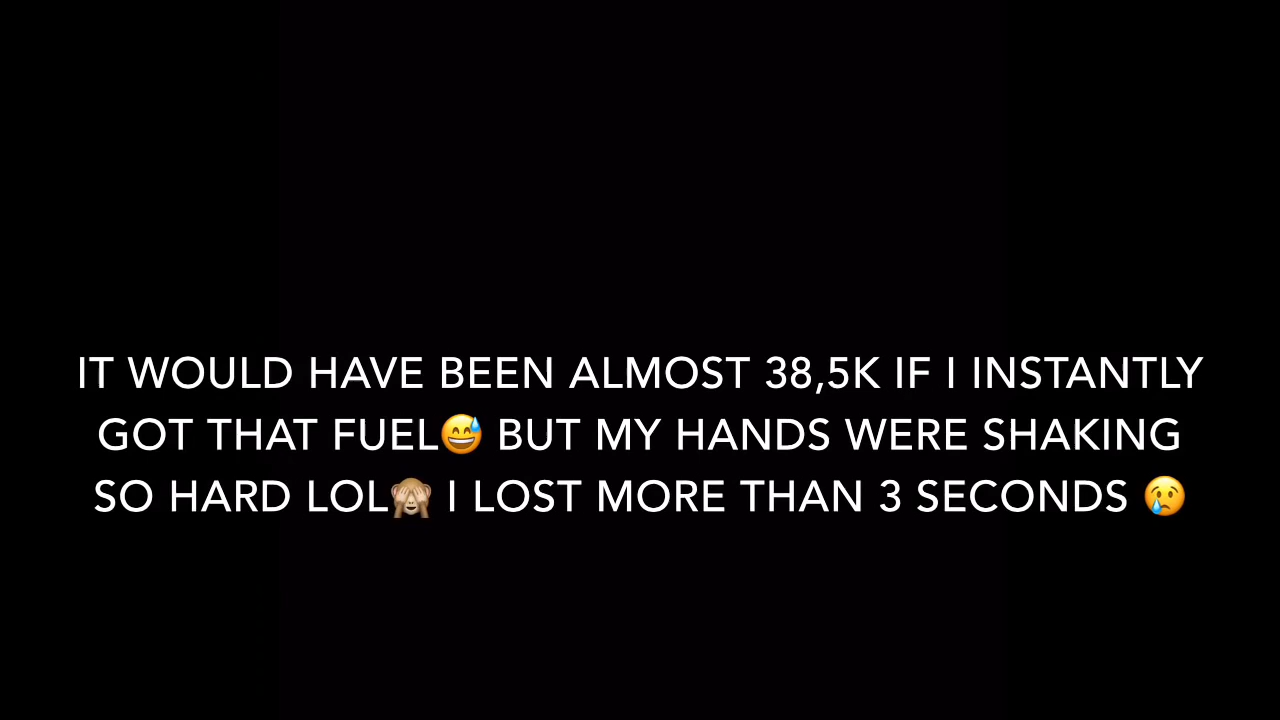 IT WOULD HAVE BEEN ALMOST 38,5K IF I INSTANTLY
GOT THAT FUEL😅 BUT MY HANDS WERE SHAKING
SO HARD LOL🙈 I LOST MORE THAN 3 SECONDS 😢